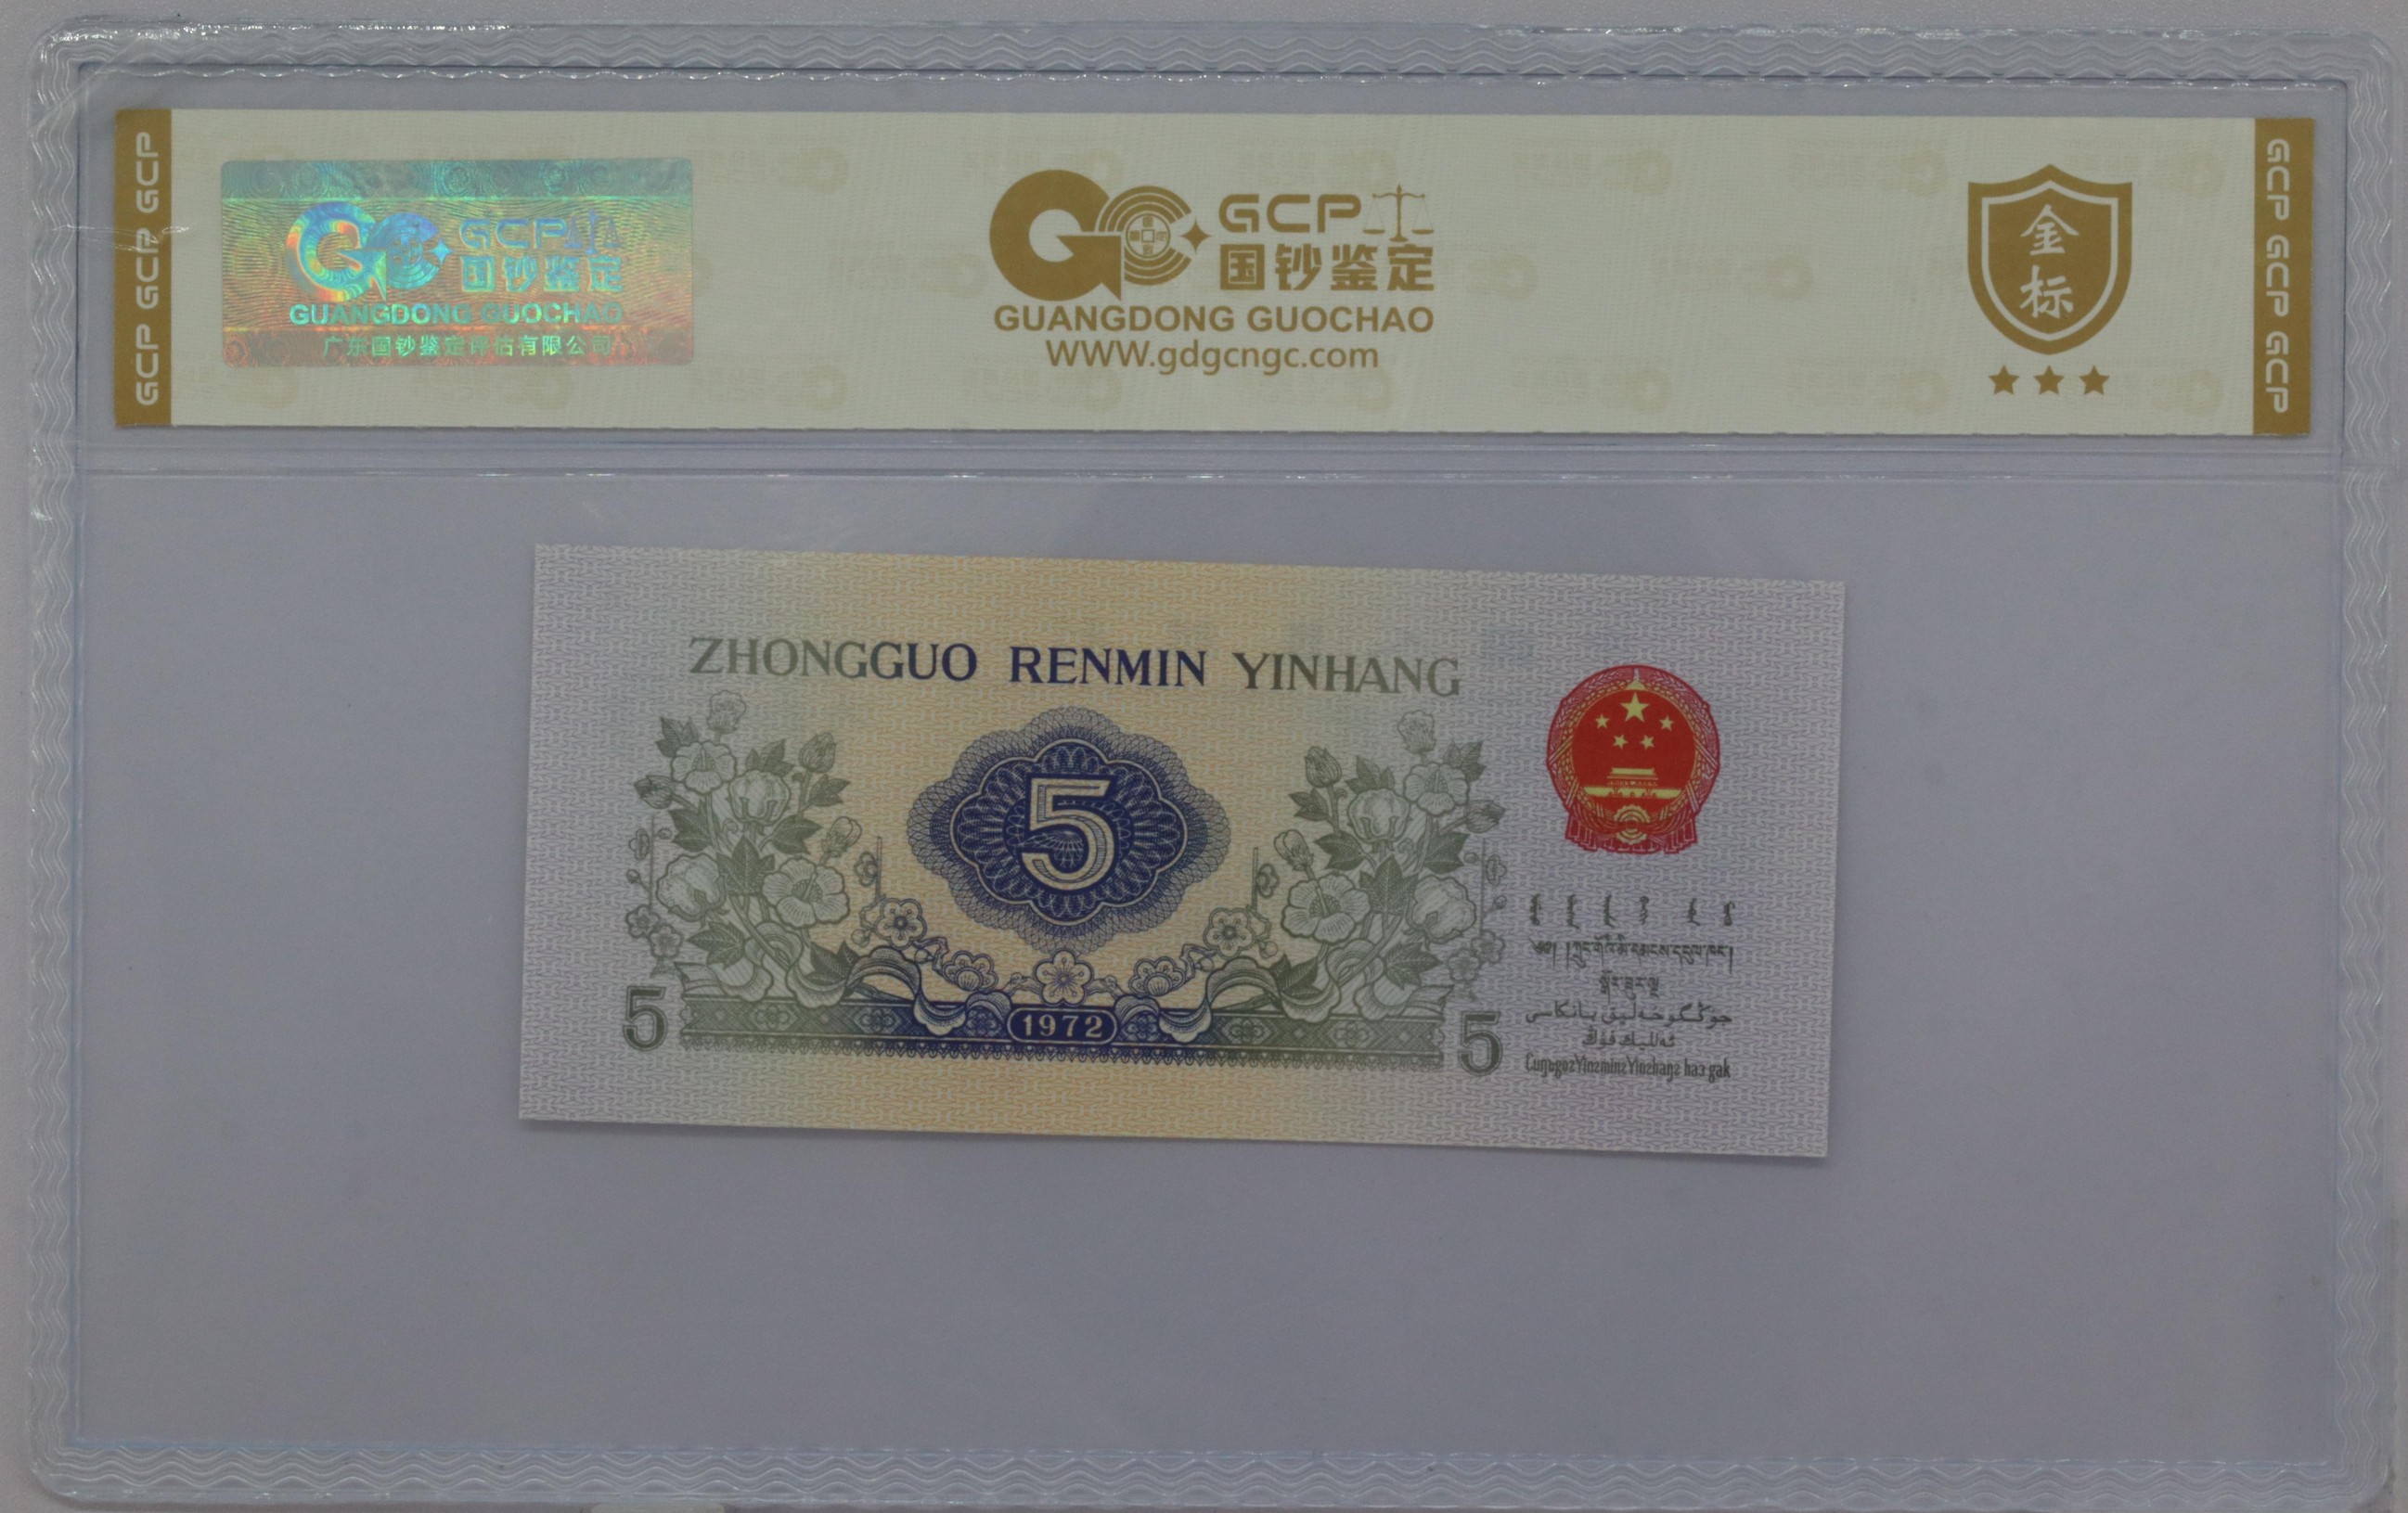 GCP GCP GCP
GCP
国钞鉴定
GUANGDONG GUOCHAO
广东国钞鉴定评估有限公司
GCP
国钞鉴定
GUANGDONG GUOCHAO
WWW.gdgcngc.com
金
标
GCP GCP GCP
ZHONGGUO RENMIN YINHANG
5
1972
5
5